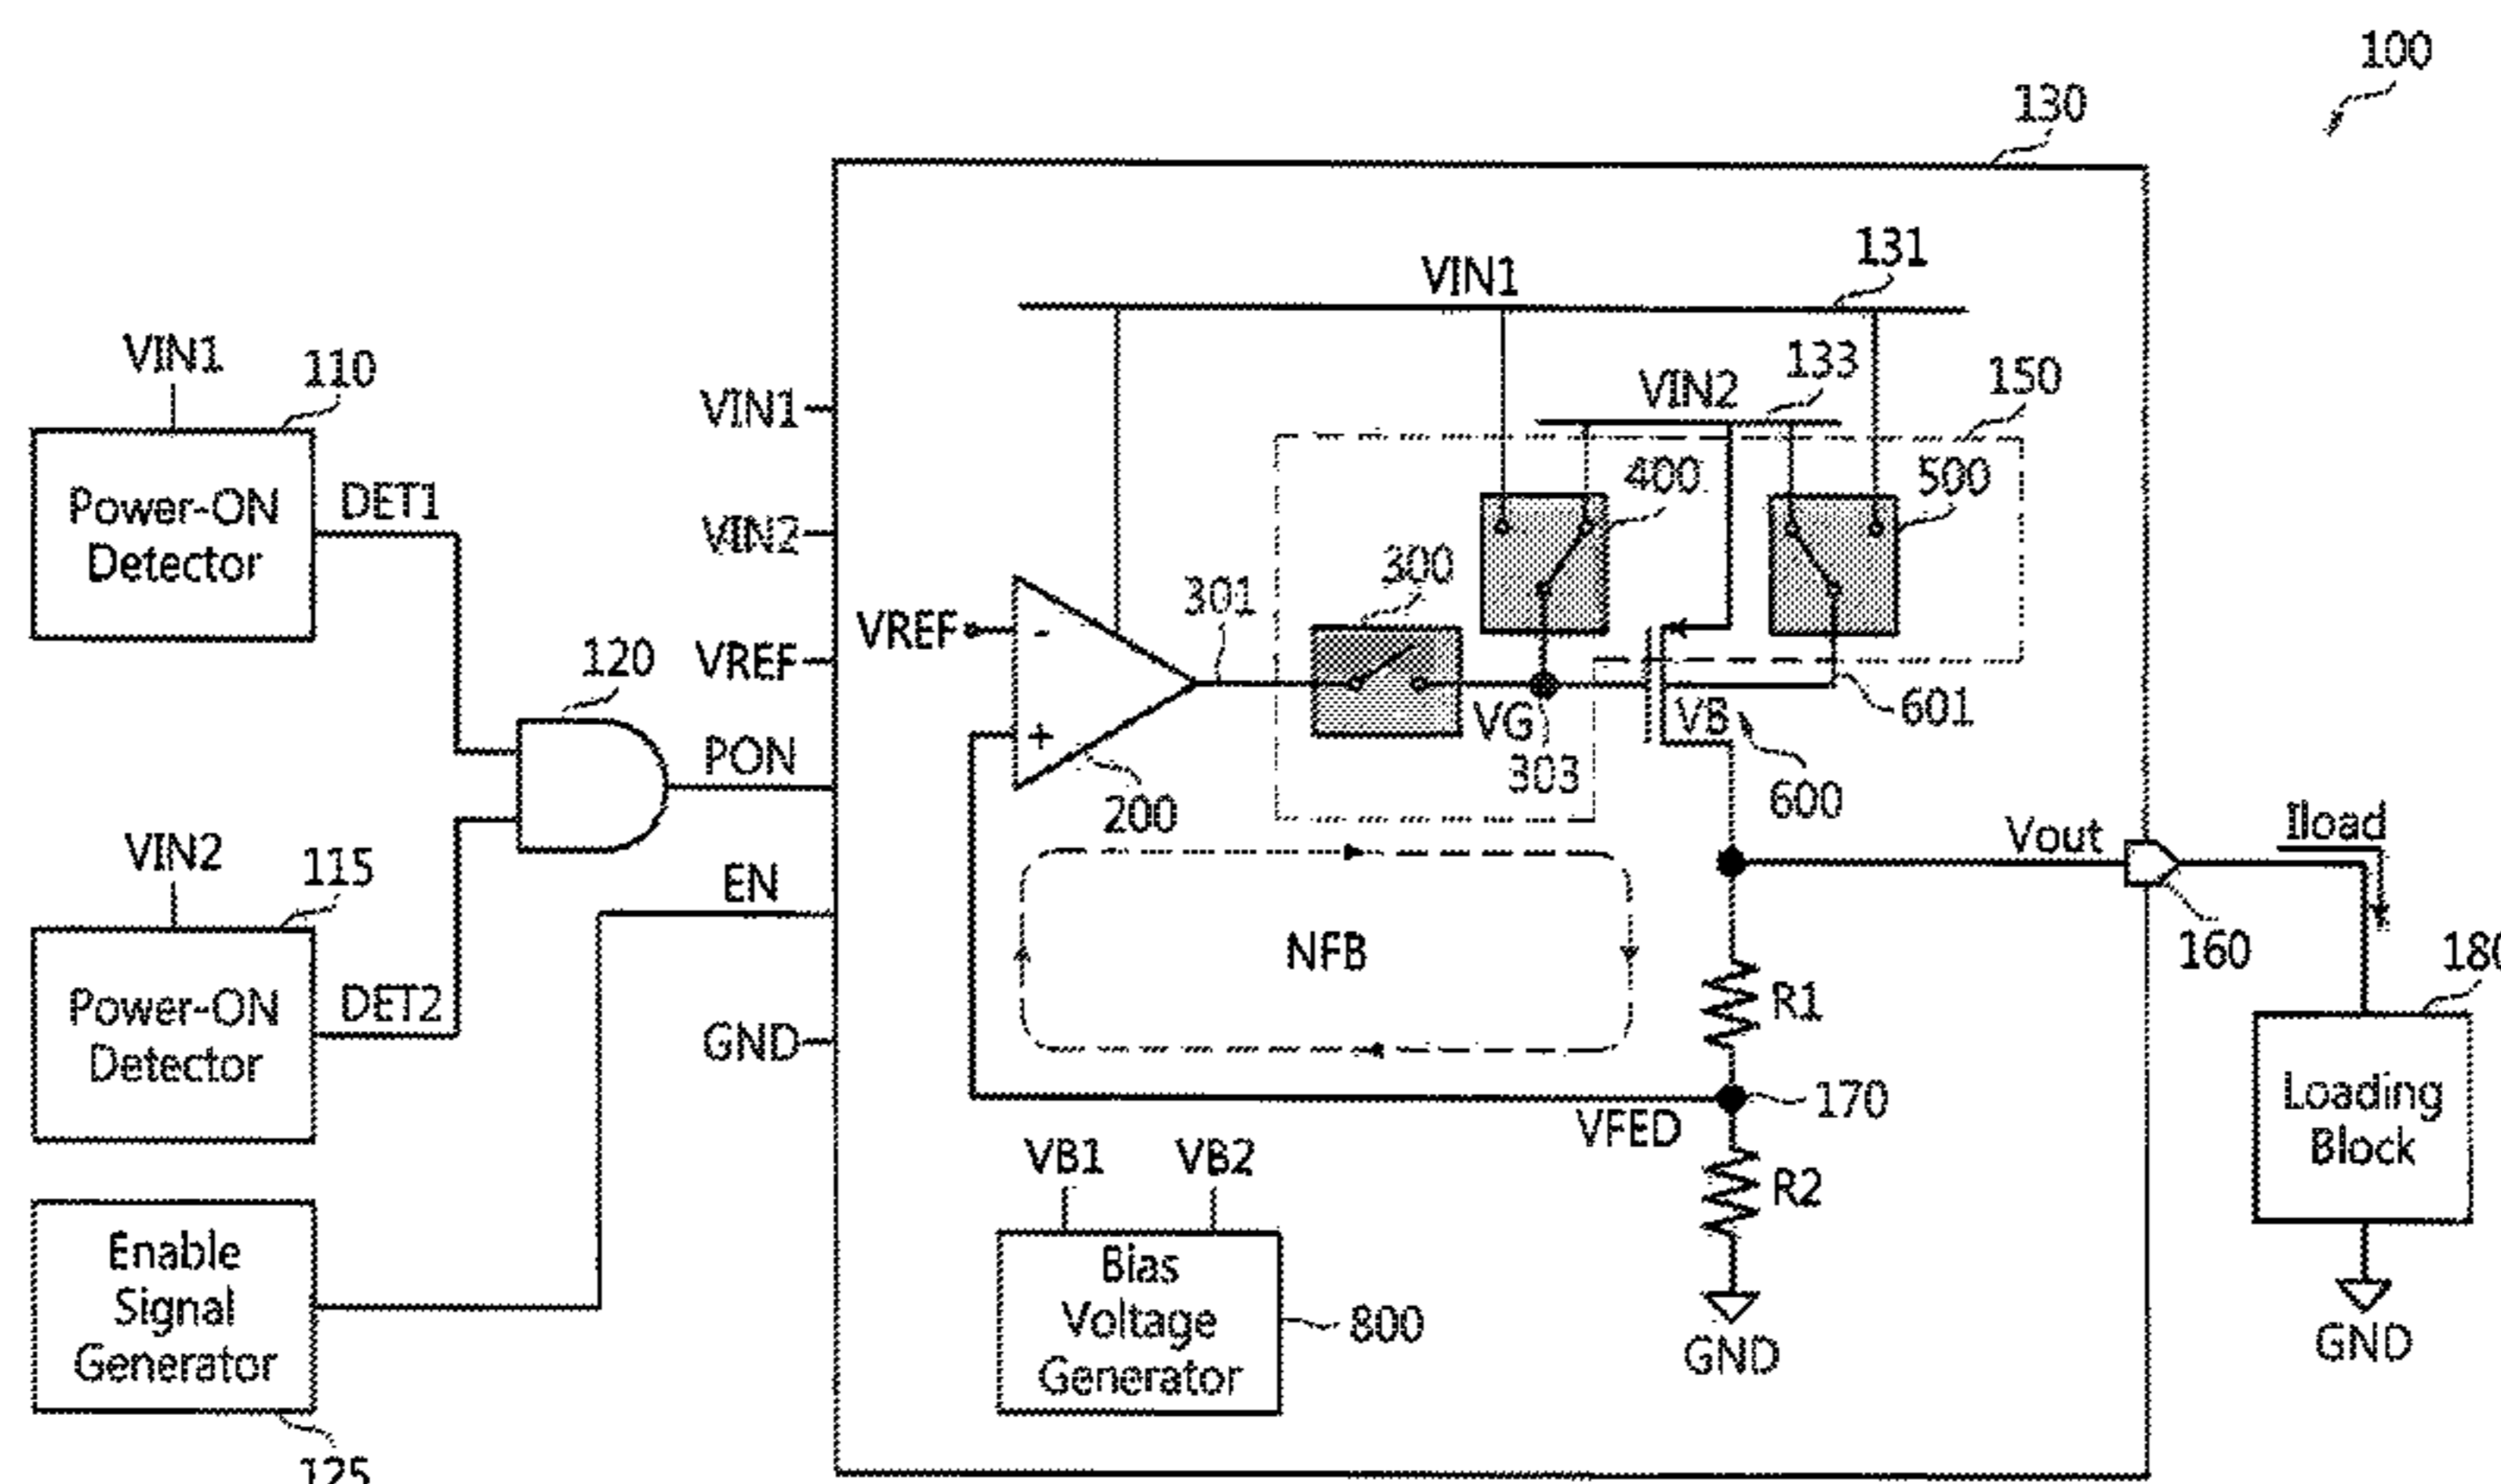 100
130
VIN1
131
VIN1
110
VIN2
133
150
Power-ON
Detector
DET1
VIN1
VIN2
VREF
400
500
300
301
VREF
-
+
200
VG
303
VB
601
600
120
PON
VIN2
115
EN
Power-ON
Detector
DET2
GND
Vout
Iload
160
180
NFB
R1
Loading
Block
VFED
170
VB1
VB2
R2
Enable
Signal
Generator
125
Bias
Voltage
Generator
800
GND
GND